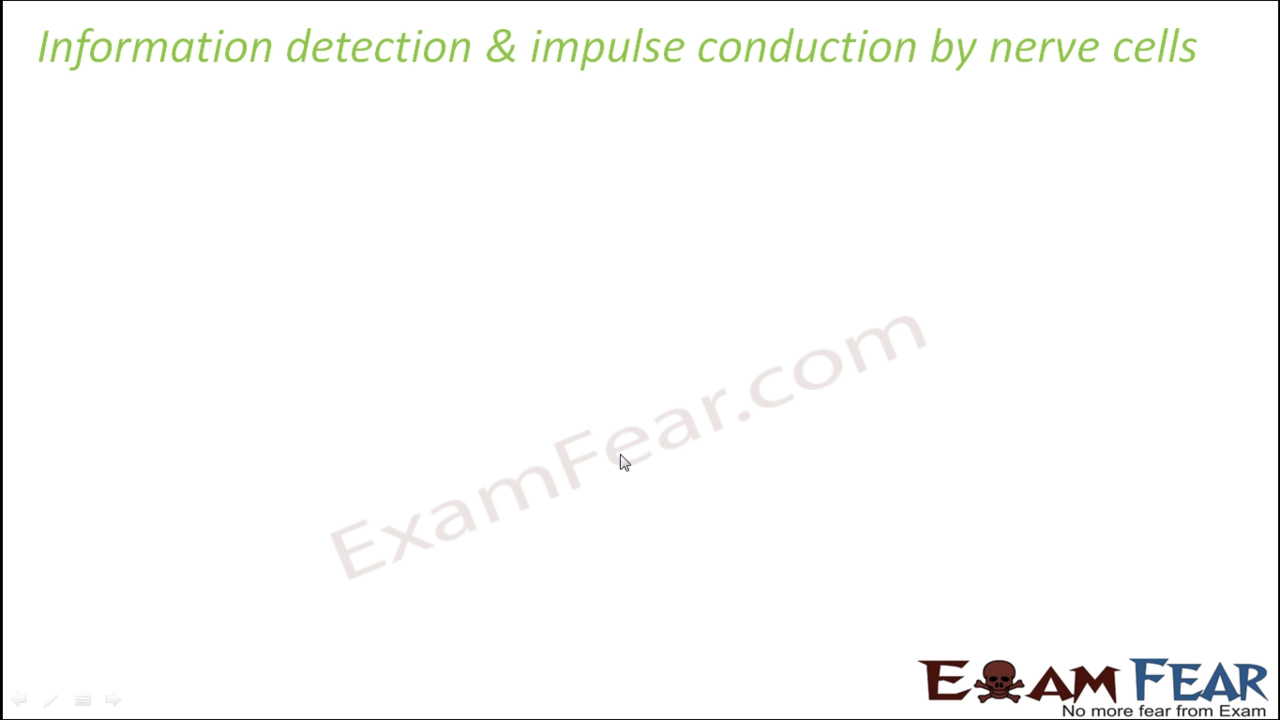 Information detection & impulse conduction by nerve cells
ExamFear.com
EXAM FEAR
No more fear from Exam